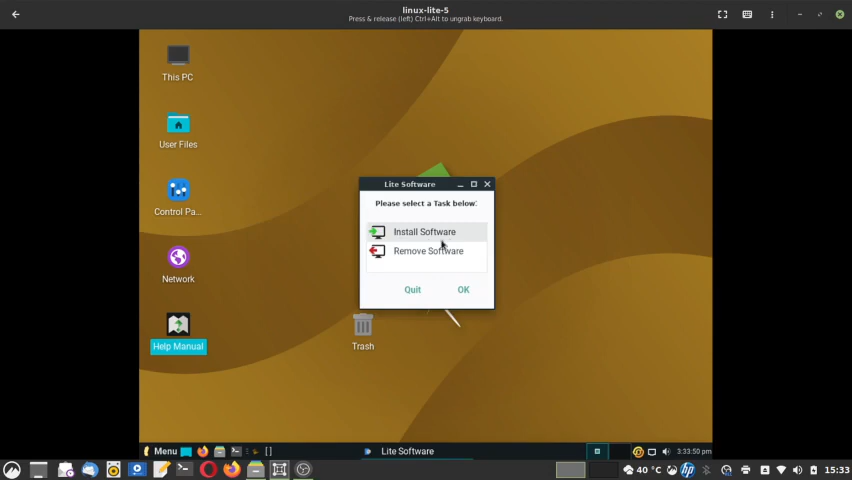 linux-lite-5
Press & release (left) Ctrl+Alt to ungrab keyboard.
This PC
User Files
Control Pa...
Network
Help Manual
Trash
Lite Software
Please select a Task below:
Install Software
Remove Software
Quit
OK
Menu
Lite Software
3:33:50 pm
40 °C
15:33